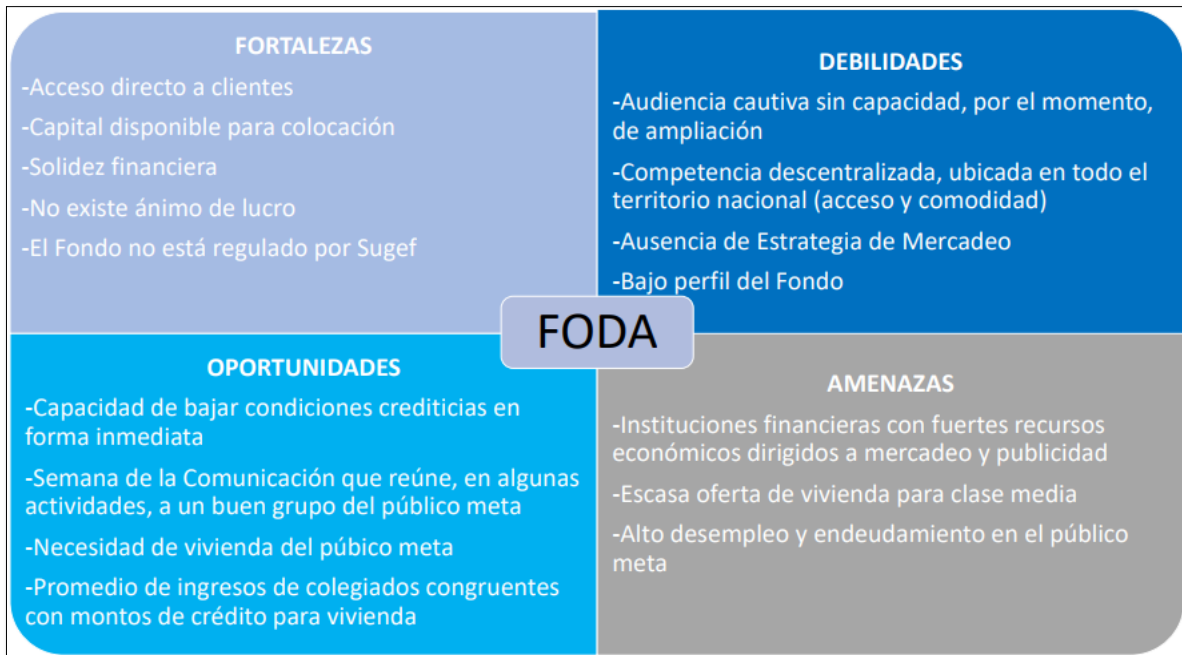 FORTALEZAS
-Acceso directo a clientes
-Capital disponible para colocación
-Solidez financiera
-No existe ánimo de lucro
-El Fondo no está regulado por Sugef
DEBILIDADES
-Audiencia cautiva sin capacidad, por el momento,
de ampliación
-Competencia descentralizada, ubicada en todo el
territorio nacional (acceso y comodidad)
-Ausencia de Estrategia de Mercadeo
-Bajo perfil del Fondo
FODA
OPORTUNIDADES
-Capacidad de bajar condiciones crediticias en
forma inmediata
-Semana de la Comunicación que reúne, en algunas
actividades, a un buen grupo del público meta
-Necesidad de vivienda del púbico meta
-Promedio de ingresos de colegiados congruentes
con montos de crédito para vivienda
AMENAZAS
-Instituciones financieras con fuertes recursos
económicos dirigidos a mercadeo y publicidad
-Escasa oferta de vivienda para clase media
-Alto desempleo y endeudamiento en el público
meta